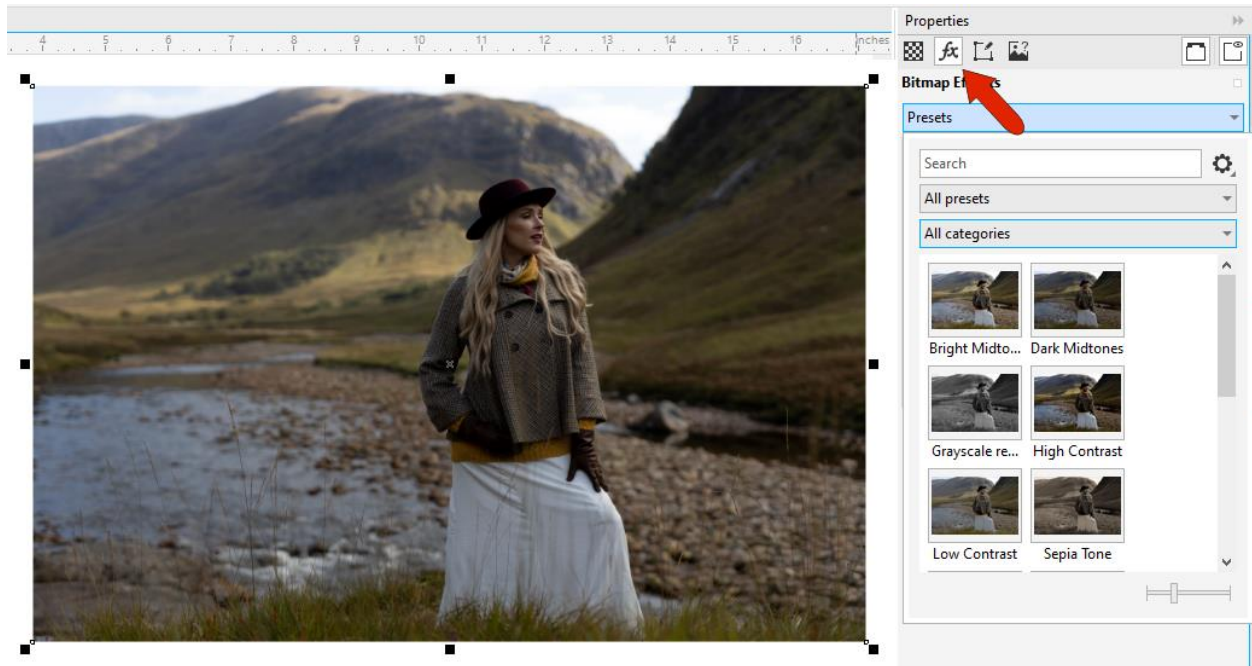 Properties
4 5 6 7 8 9 10 11 12 13 14 15 16 inches
fx
Bitmap
Presets
Search
All presets
All categories
Bright Midto... Dark Midtones
Grayscale re... High Contrast
Low Contrast Sepia Tone